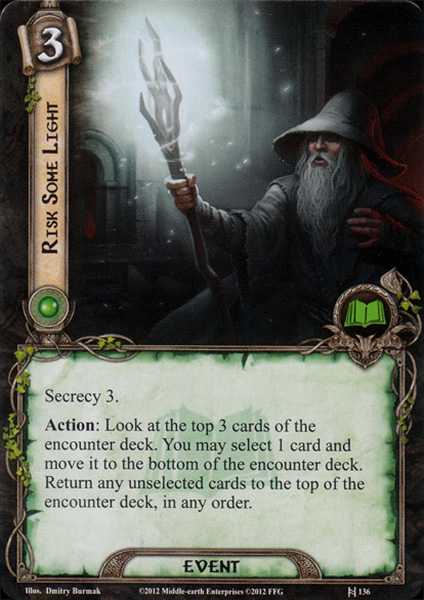 3
Risk Some Light
Secrecy 3.
Action: Look at the top 3 cards of the
encounter deck. You may select 1 card and
move it to the bottom of the encounter deck.
Return any unselected cards to the top of the
encounter deck, in any order.
EVENT
Illus. Dmitry Burmak
©2012 Middle-earth Enterprises ©2012 FFG
136